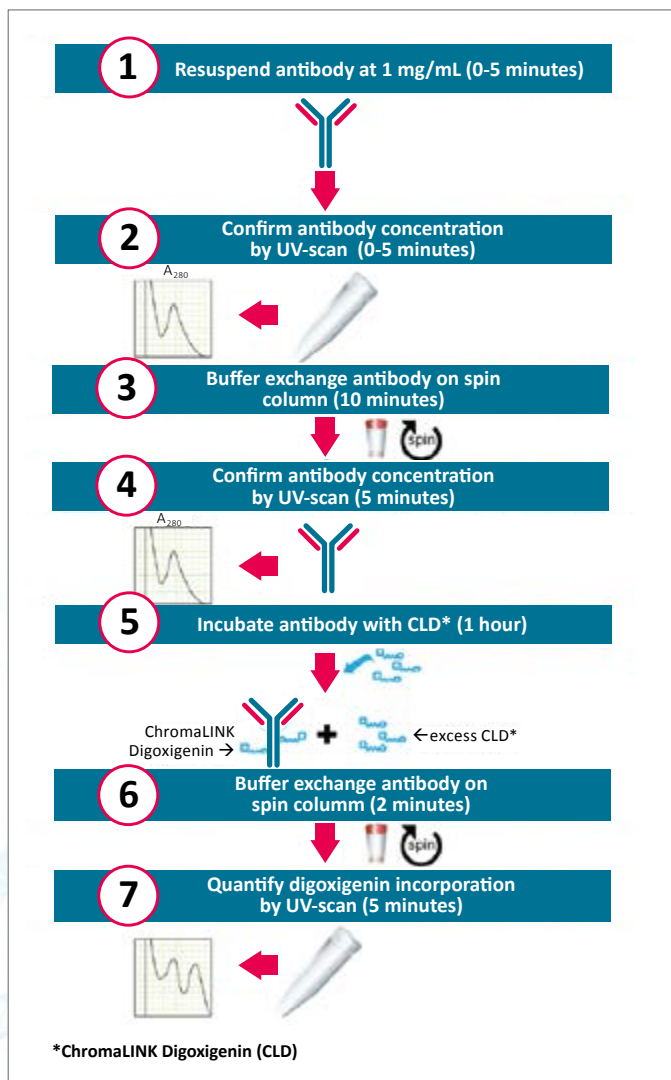 1
Resuspend antibody at 1 mg/mL (0-5 minutes)
2
Confirm antibody concentration
by UV-scan (0-5 minutes)
A280
3
Buffer exchange antibody on spin
column (10 minutes)
spin
4
Confirm antibody concentration
by UV-scan (5 minutes)
A280
5
Incubate antibody with CLD* (1 hour)
ChromaLINK
Digoxigenin →
+
←excess CLD*
6
Buffer exchange antibody on
spin columm (2 minutes)
spin
7
Quantify digoxigenin incorporation
by UV-scan (5 minutes)
*ChromaLINK Digoxigenin (CLD)